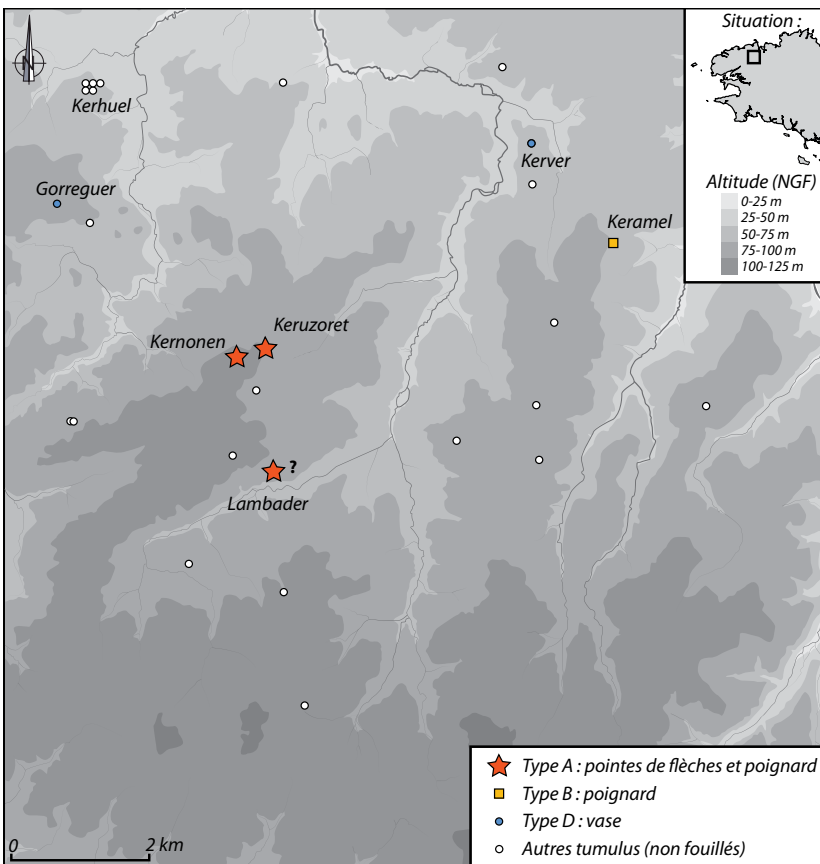 N
Situation :
Kerhuel
Kerver
Gorreguer
Altitude (NGF)
0-25 m
25-50 m
50-75 m
75-100 m
100-125 m
Keramel
Keruzoret
Kernonen
?
Lambader
0 2 km
Type A : pointes de flèches et poignard
Type B : poignard
Type D : vase
Autres tumulus (non fouillés)